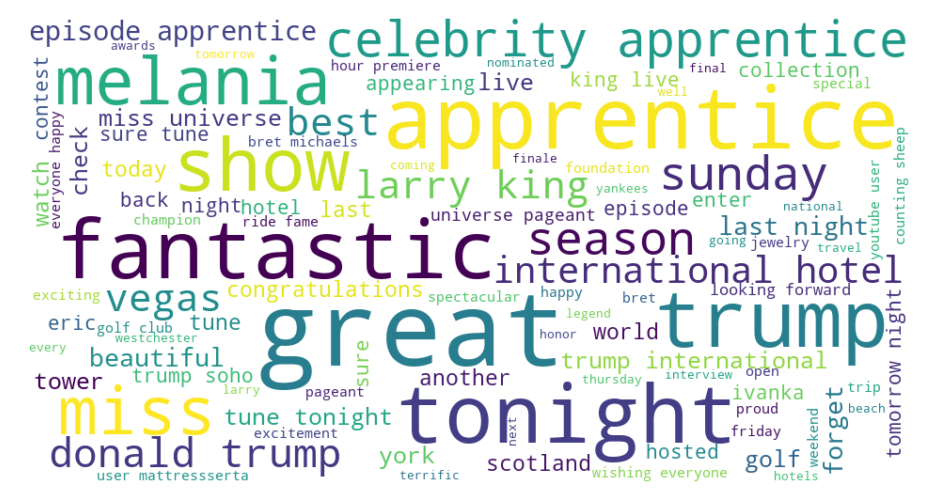 episode apprentice
awards
tomorrow
celebrity apprentice
hour premiere
nominated
final
collection
melania
appearing
live
king live
well
special
contest
watch
everyone happy
check
miss universe
best
apprentice
sure tune
bret michaels
show
today
coming
finale
foundation
larry king
yankees
sunday
youtube user
counting sheep
back night
hotel
last
universe pageant
episode
enter
national
champion
ride fame
last night
fantastic
season
going
jewelry
travel
international hotel
exciting
vegas
congratulations
spectacular
happy
bret
looking forward
great
legend
trump
tomorrow night
eric
golf club
tune
honor
world
every
westchester
beautiful
sure
trump international
tower
trump soho
another
thursday
interview
open
larry
pageant
ivanka
trip
miss
tune tonight
tonight
next
proud
beach
excitement
friday
weekend
forget
donald trump
york
scotland
hosted
golf
user mattressserta
terrific
wishing everyone
hotels